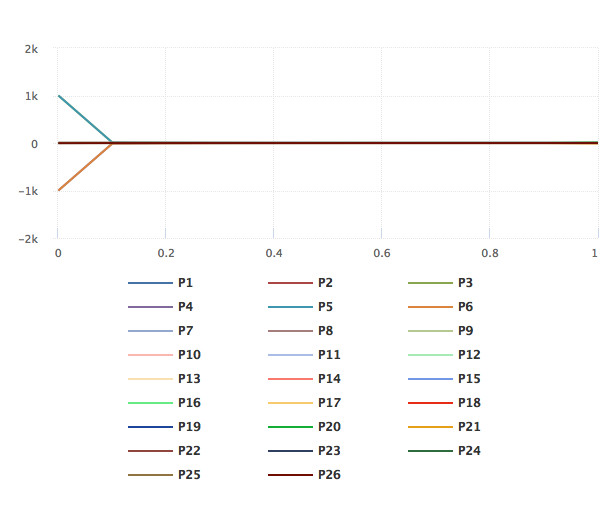 2k
1k
0
−1k
−2k
0 0.2 0.4 0.6 0.8 1
P1 P2 P3
P4 P5 P6
P7 P8 P9
P10 P11 P12
P13 P14 P15
P16 P17 P18
P19 P20 P21
P22 P23 P24
P25 P26